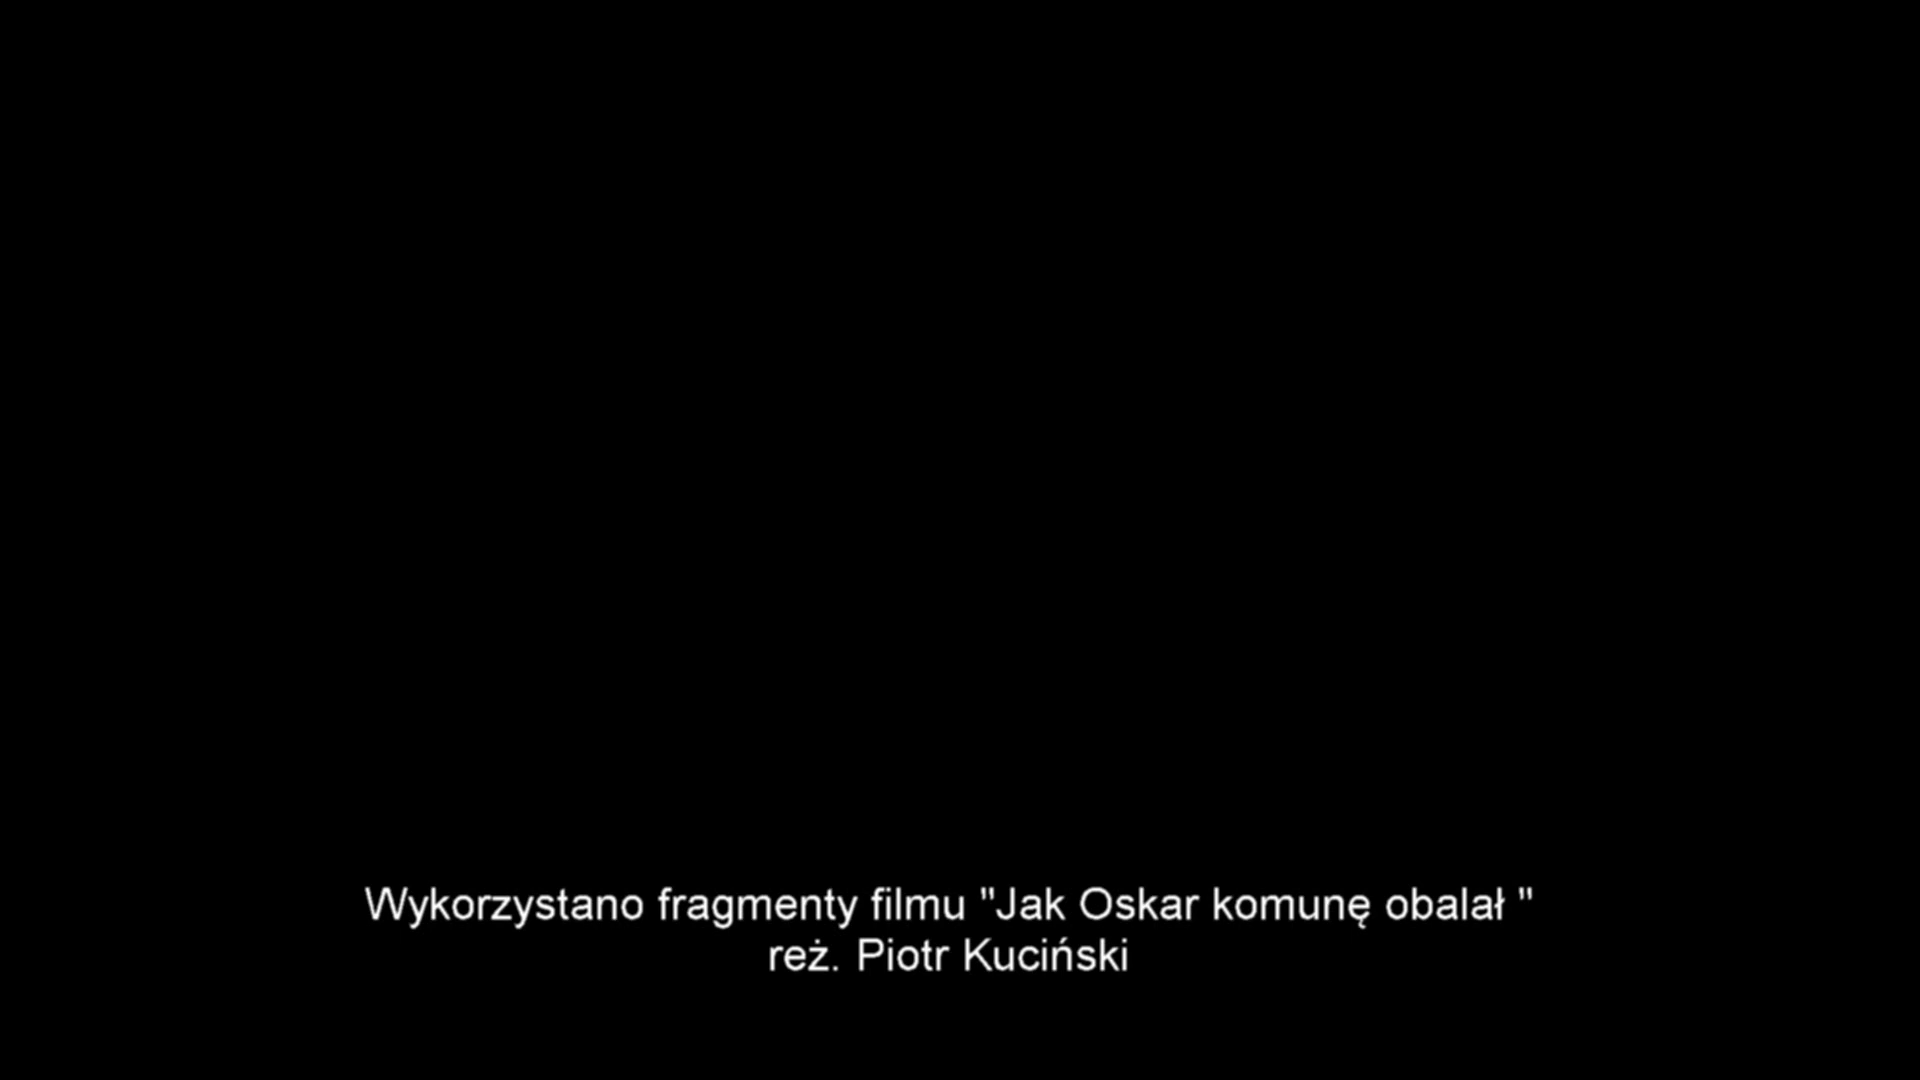 Wykorzystano fragmenty filmu "Jak Oskar komunę obalał "
reż. Piotr Kuciński